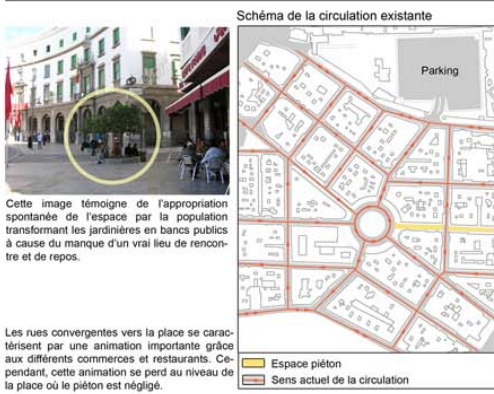 Schéma de la circulation existante
Parking
Cette image témoigne de l'appropriation
spontanée de l'espace par la population
transformant les jardinières en bancs publics
à cause du manque d'un vrai lieu de rencon-
tre et de repos.
Les rues convergentes vers la place se carac-
térisent par une animation importante grâce
aux différents commerces et restaurants. Ce-
pendant, cette animation se perd au niveau de
la place où le piéton est négligé.
Espace piéton
Sens actuel de la circulation